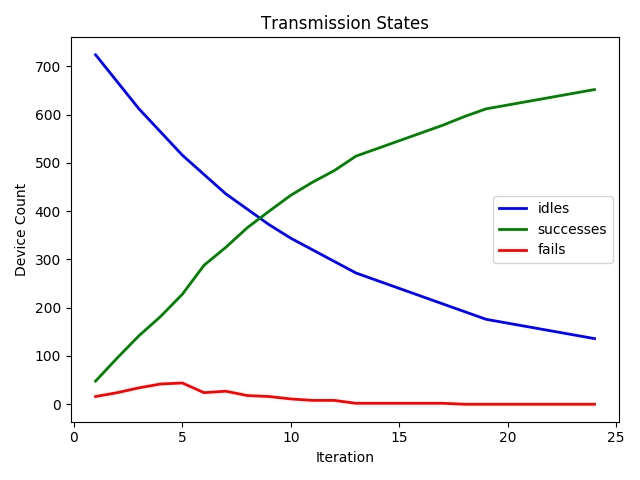 Transmission States
Device Count
700
600
500
400
300
200
100
0
idles
successes
fails
0 5 10 15 20 25
Iteration